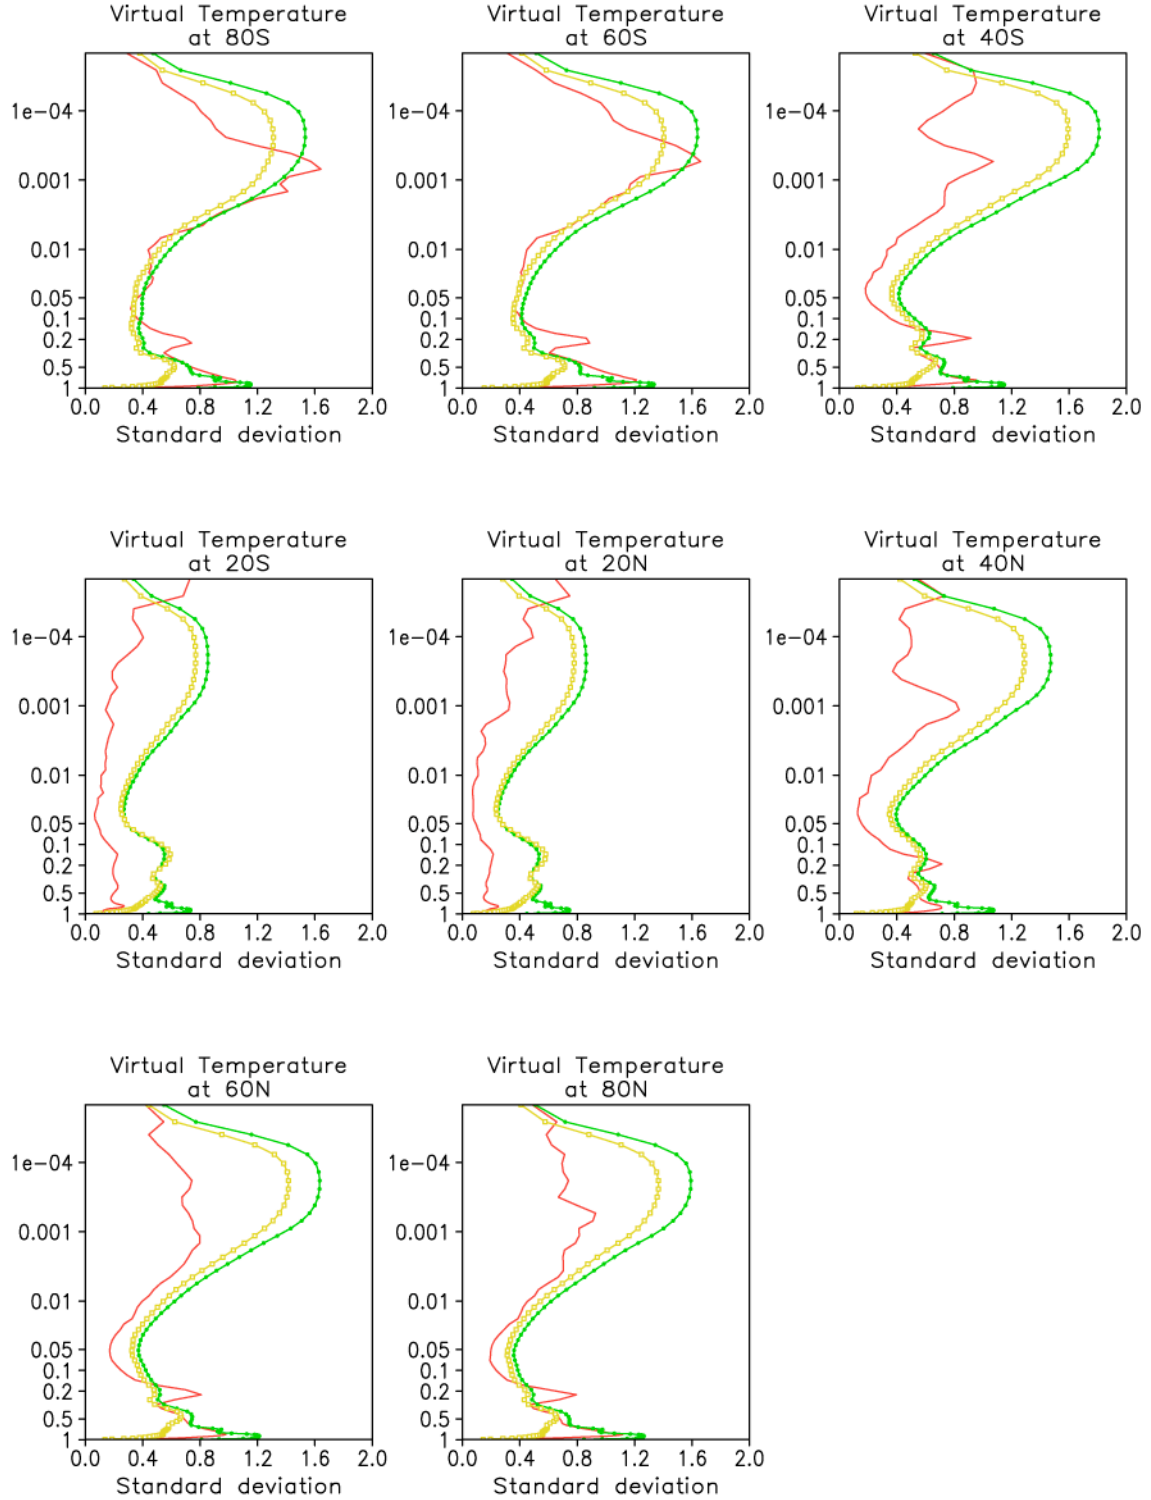 Virtual Temperature
at 80S
1e-04
0.001
0.01
0.05
0.1
0.2
0.5
1
0.0 0.4 0.8 1.2 1.6 2.0
Standard deviation
Virtual Temperature
at 60S
1e-04
0.001
0.01
0.05
0.1
0.2
0.5
1
0.0 0.4 0.8 1.2 1.6 2.0
Standard deviation
Virtual Temperature
at 40S
1e-04
0.001
0.01
0.05
0.1
0.2
0.5
1
0.0 0.4 0.8 1.2 1.6 2.0
Standard deviation
Virtual Temperature
at 20S
1e-04
0.001
0.01
0.05
0.1
0.2
0.5
1
0.0 0.4 0.8 1.2 1.6 2.0
Standard deviation
Virtual Temperature
at 20N
1e-04
0.001
0.01
0.05
0.1
0.2
0.5
1
0.0 0.4 0.8 1.2 1.6 2.0
Standard deviation
Virtual Temperature
at 40N
1e-04
0.001
0.01
0.05
0.1
0.2
0.5
1
0.0 0.4 0.8 1.2 1.6 2.0
Standard deviation
Virtual Temperature
at 60N
1e-04
0.001
0.01
0.05
0.1
0.2
0.5
1
0.0 0.4 0.8 1.2 1.6 2.0
Standard deviation
Virtual Temperature
at 80N
1e-04
0.001
0.01
0.05
0.1
0.2
0.5
1
0.0 0.4 0.8 1.2 1.6 2.0
Standard deviation